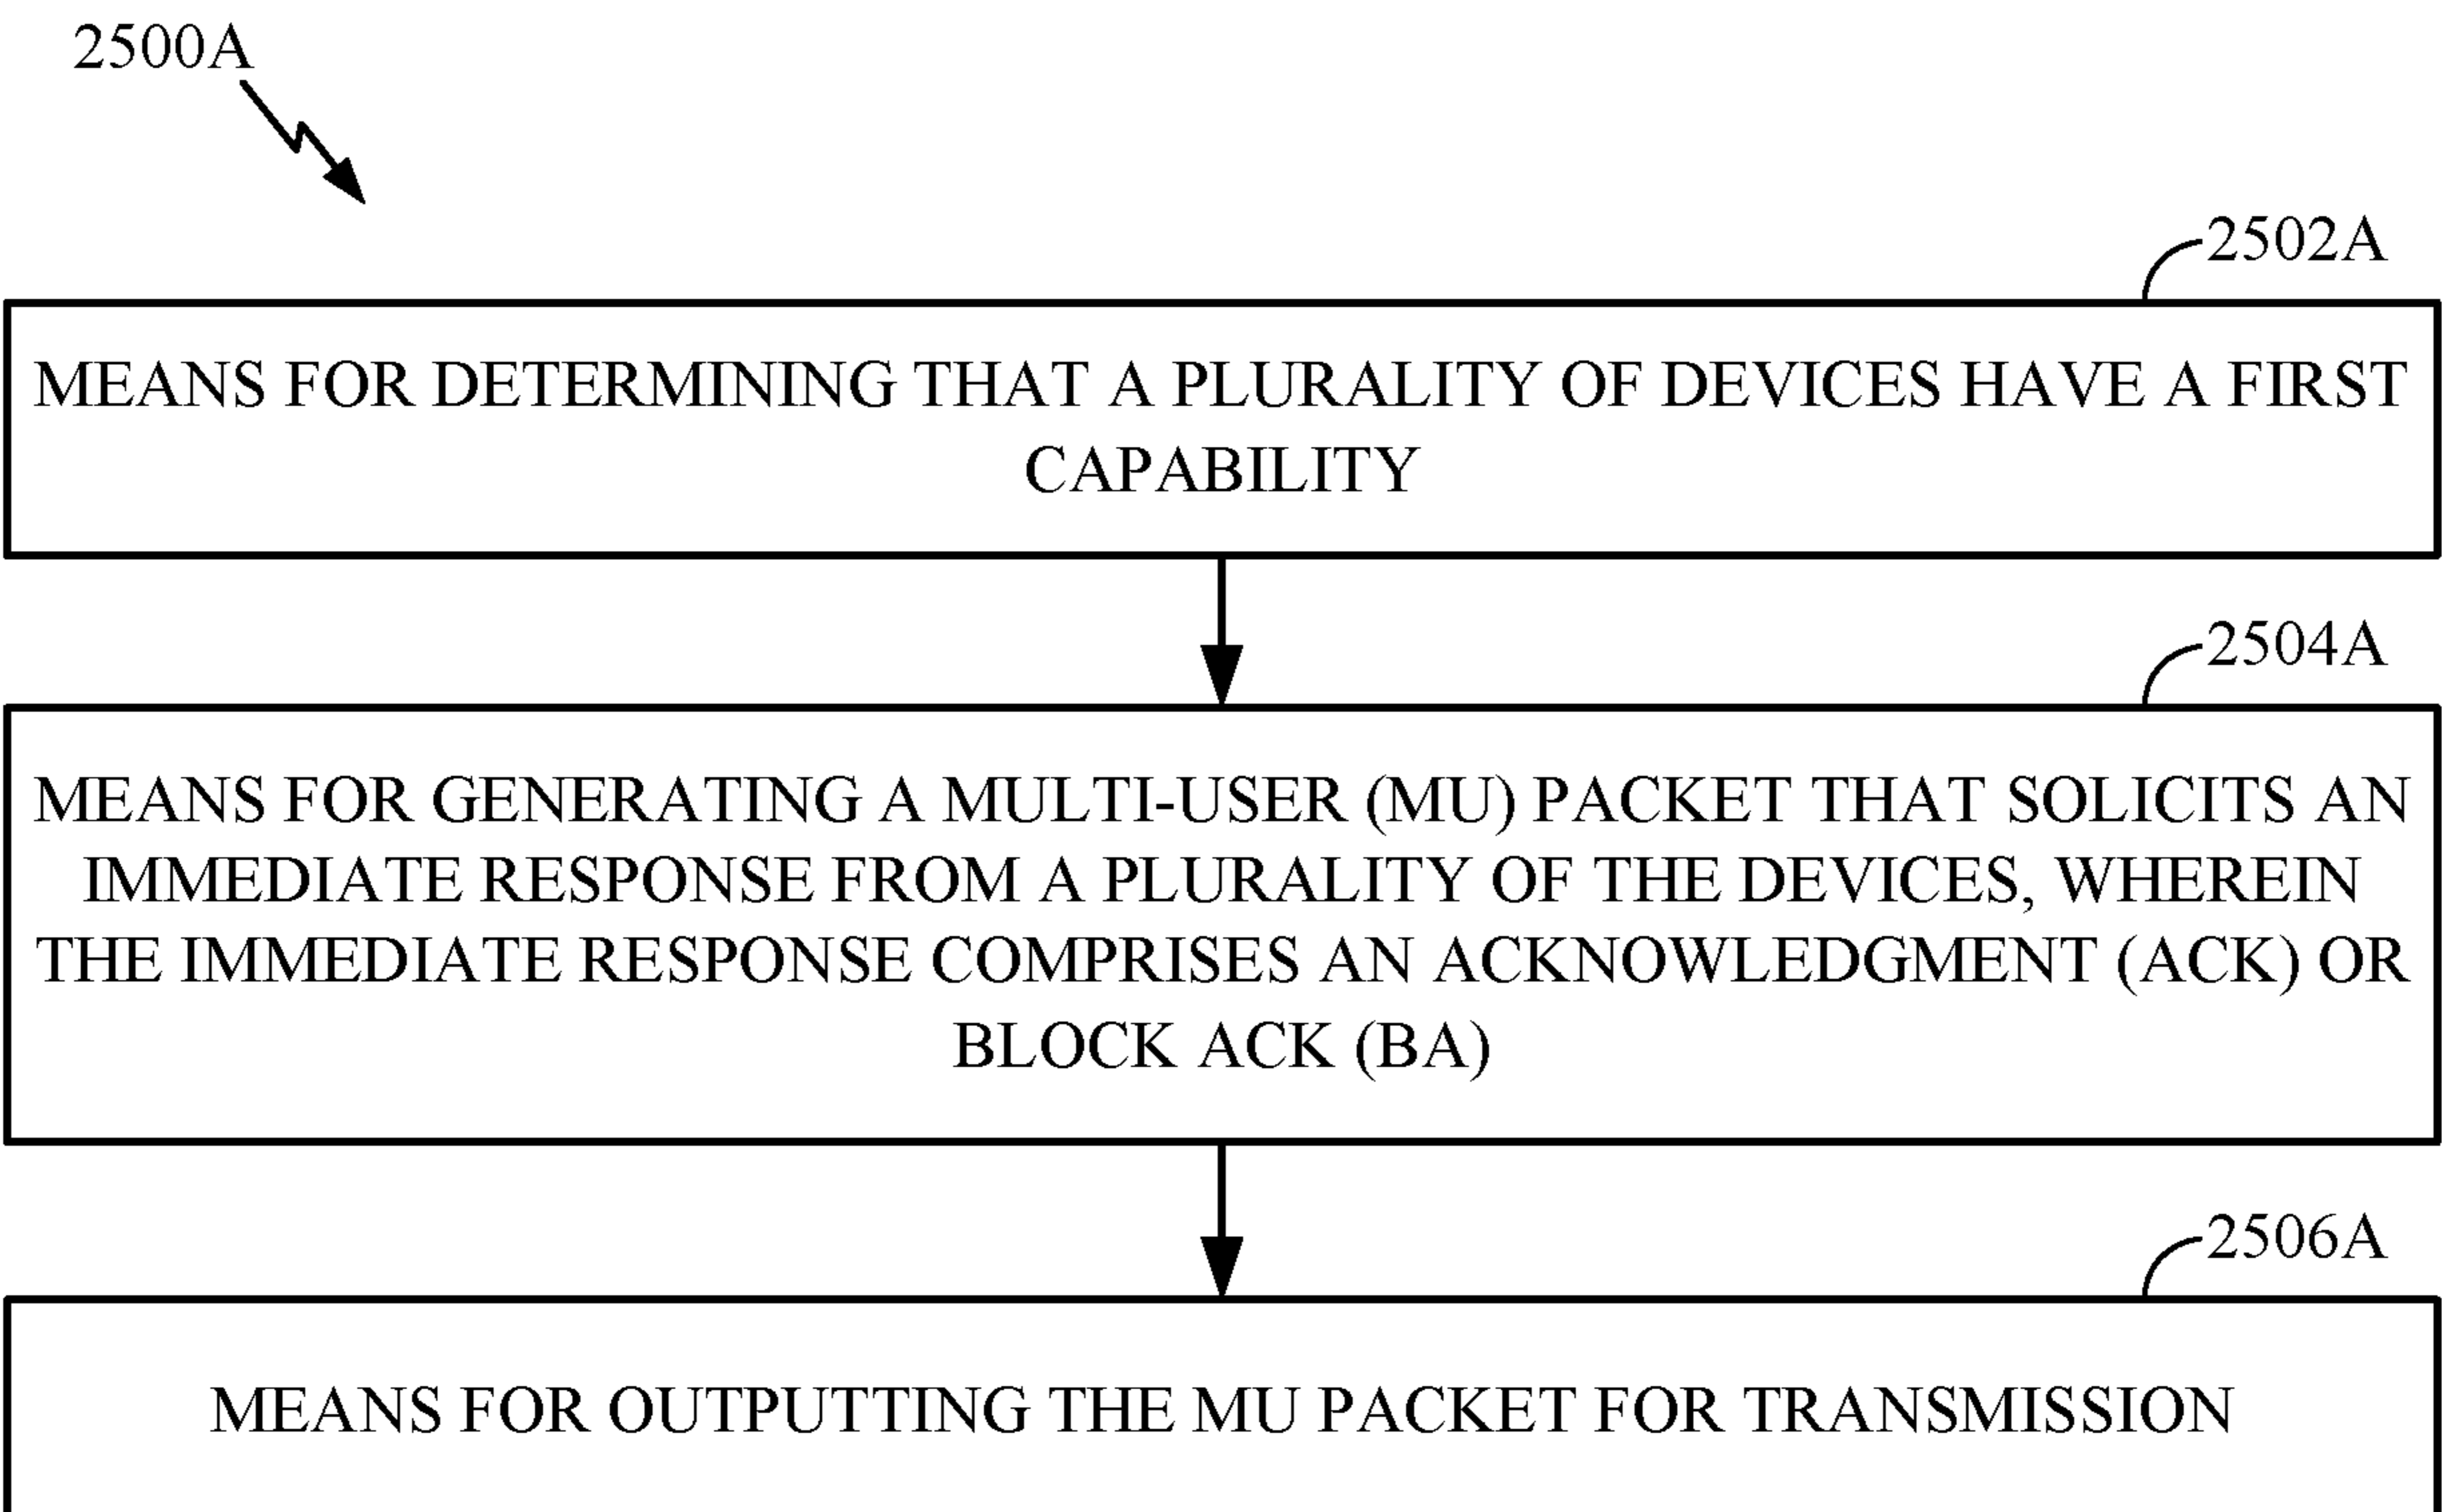 2500A
2502A
MEANS FOR DETERMINING THAT A PLURALITY OF DEVICES HAVE A FIRST
CAPABILITY
2504A
MEANS FOR GENERATING A MULTI-USER (MU) PACKET THAT SOLICITS AN
IMMEDIATE RESPONSE FROM A PLURALITY OF THE DEVICES, WHEREIN
THE IMMEDIATE RESPONSE COMPRISES AN ACKNOWLEDGMENT (ACK) OR
BLOCK ACK (BA)
2506A
MEANS FOR OUTPUTTING THE MU PACKET FOR TRANSMISSION